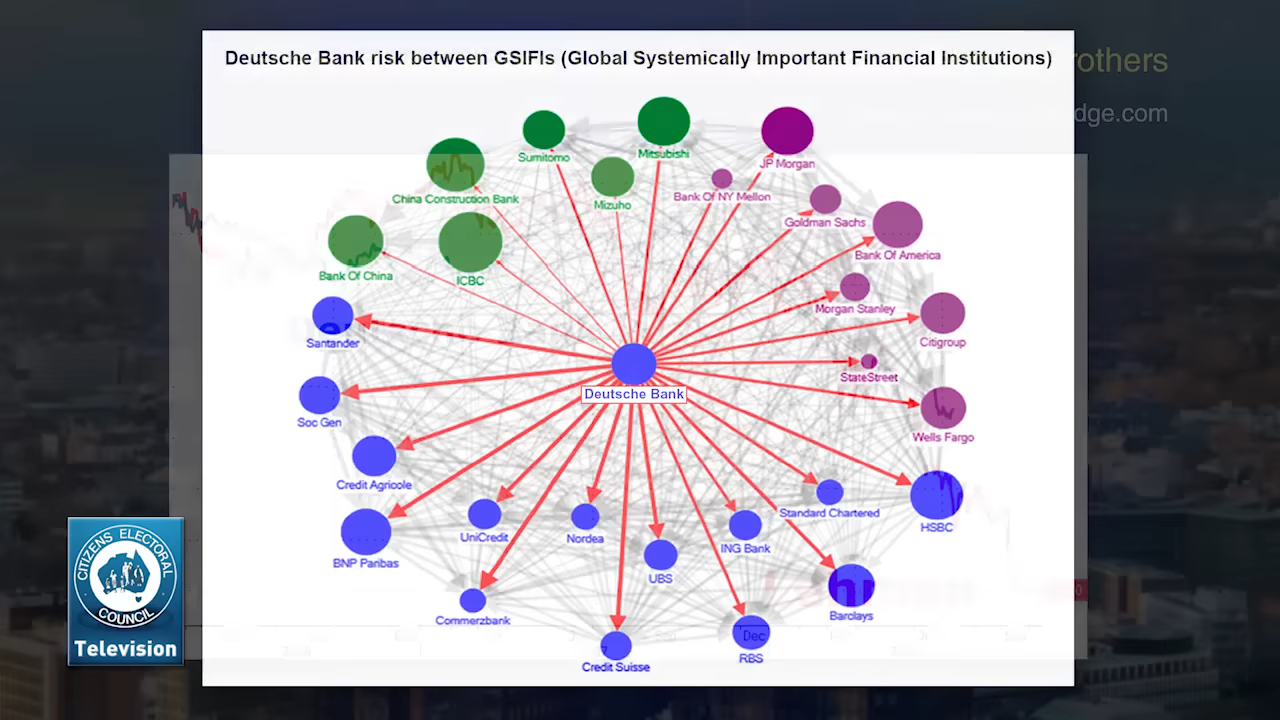 Deutsche Bank risk between GSIFIs (Global Systemically Important Financial Institutions)
rothers
dge.com
Sumitomo
Mitsubishi
JP Morgan
China Construction Bank
Mizuho
Bank Of NY Mellon
Goldman Sachs
Bank Of China
ICBC
Bank Of America
Santander
Morgan Stanley
Citigroup
StateStreet
Deutsche Bank
Soc Gen
Wells Fargo
Credit Agricole
Standard Chartered
HSBC
UniCredit
Nordea
ING Bank
BNP Paribas
UBS
Commerzbank
Barclays
Dec
RBS
Credit Suisse
CITIZENS ELECTORAL
COUNCIL
Television